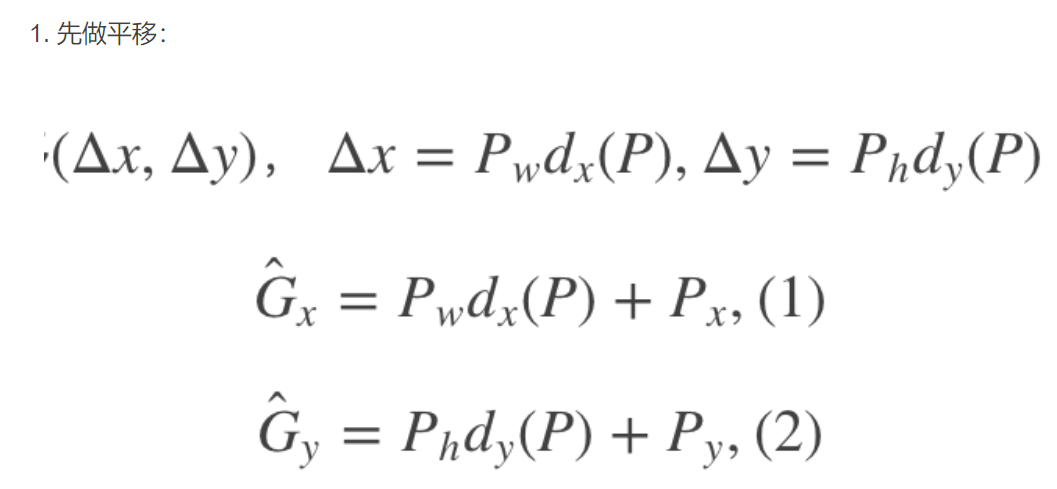 1. 先做平移:
(Δx, Δy), Δx = P_w d_x(P), Δy = P_h d_y(P)
Ĝ_x = P_w d_x(P) + P_x, (1)
Ĝ_y = P_h d_y(P) + P_y, (2)